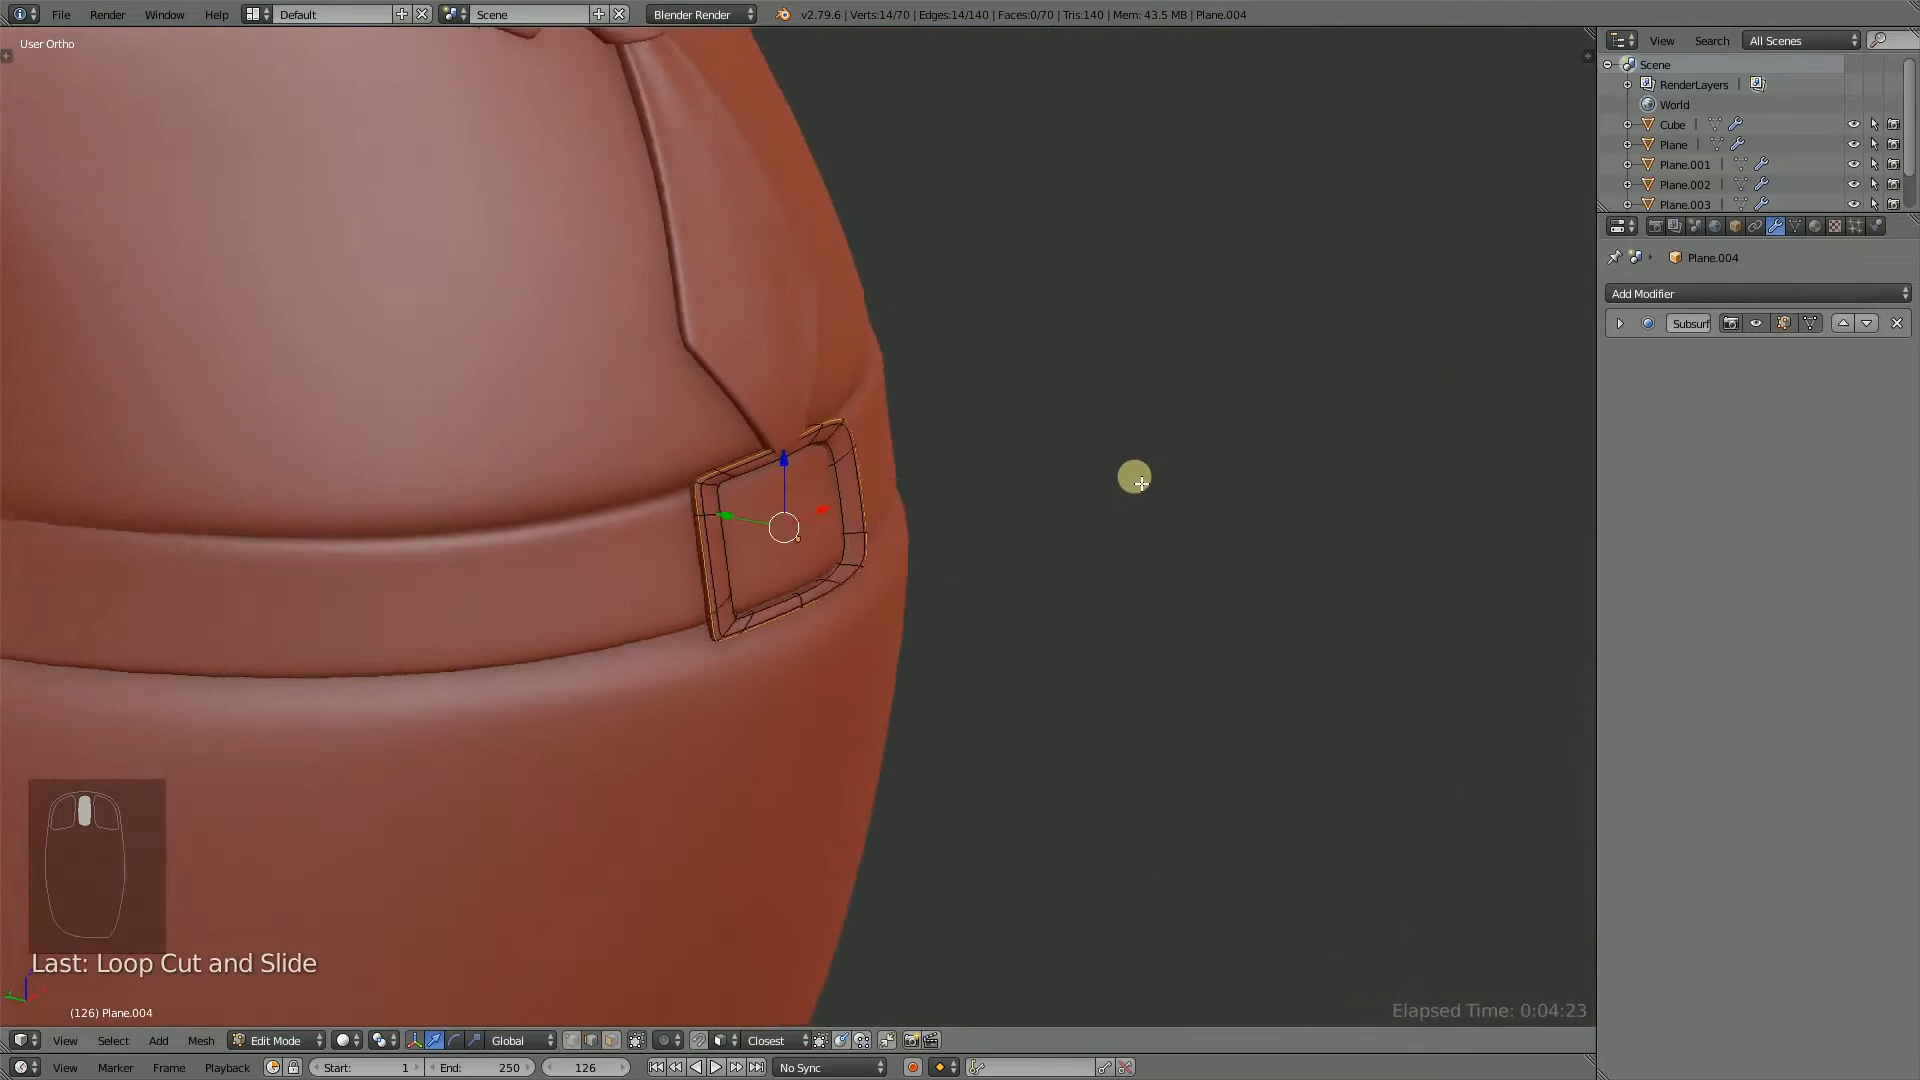 File Render Window Help Default Scene Blender Render v2.79.6 | Verts:14/70 | Edges:14/140 | Faces:0/70 | Tris:140 | Mem: 43.5 MB | Plane.004
User Ortho
View Search All Scenes
Scene
RenderLayers |
World
Cube |
Plane |
Plane.001 |
Plane.002 |
Plane.003 |
Plane.004
Add Modifier
Subsurf
Last: Loop Cut and Slide
(126) Plane.004
Elapsed Time: 0:04:23
View Select Add Mesh Edit Mode Global Closest
View Marker Frame Playback Start: 1 End: 250 126 No Sync